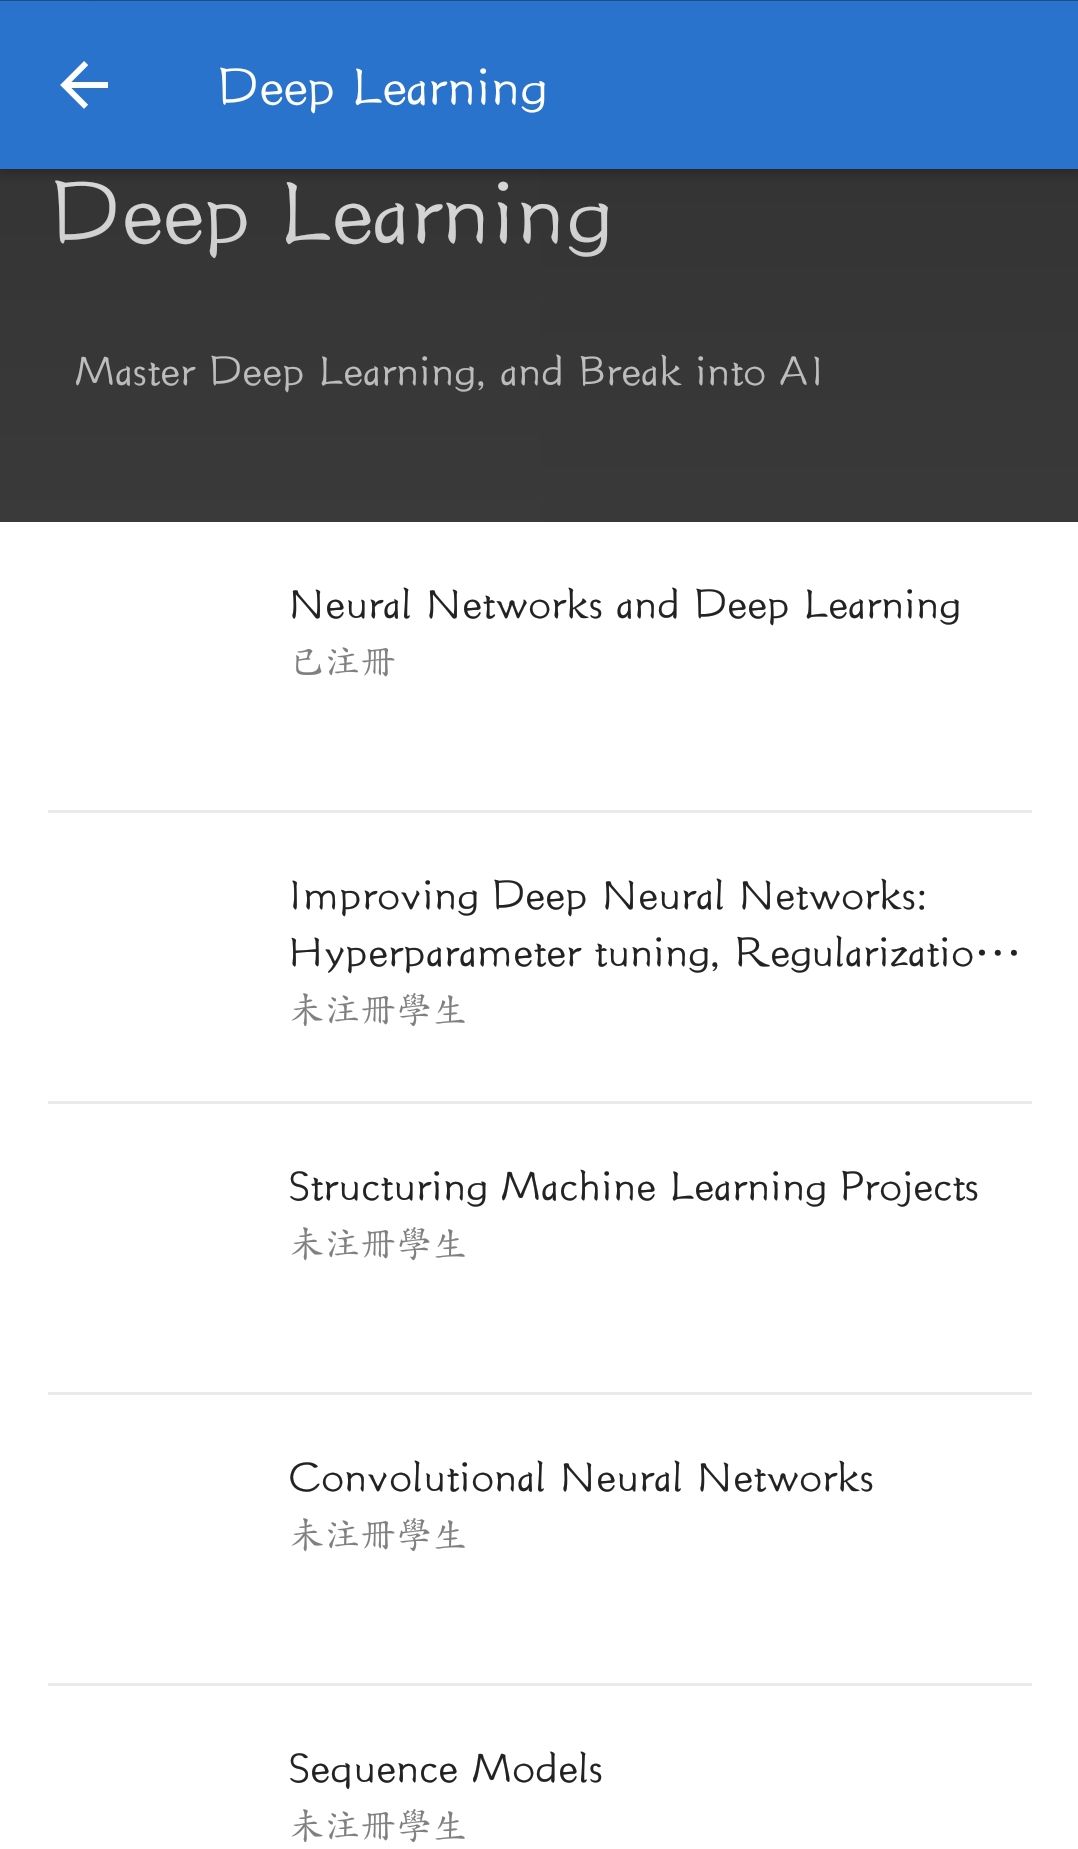 Deep Learning
Deep Learning
Master Deep Learning, and Break into AI
Neural Networks and Deep Learning
已注冊
Improving Deep Neural Networks:
Hyperparameter tuning, Regularizatio…
未注冊學生
Structuring Machine Learning Projects
未注冊學生
Convolutional Neural Networks
未注冊學生
Sequence Models
未注冊學生